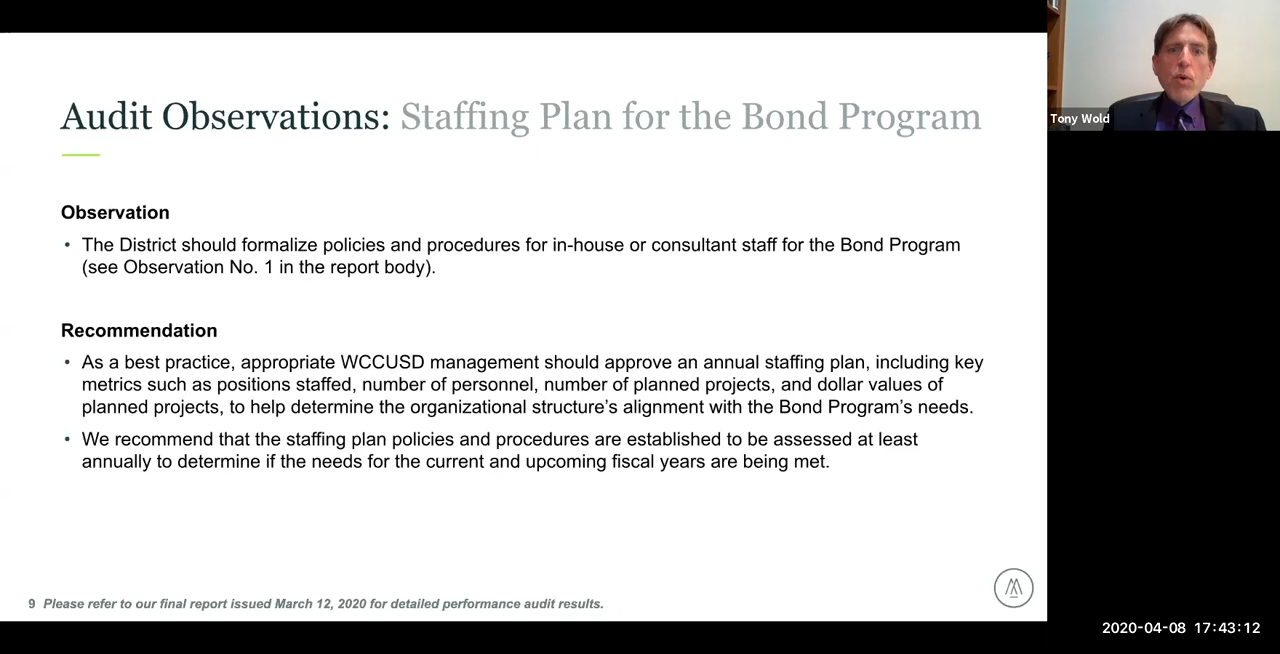 Audit Observations: Staffing Plan for the Bond Program
Tony Wold
Observation
• The District should formalize policies and procedures for in-house or consultant staff for the Bond Program
(see Observation No. 1 in the report body).
Recommendation
• As a best practice, appropriate WCCUSD management should approve an annual staffing plan, including key
metrics such as positions staffed, number of personnel, number of planned projects, and dollar values of
planned projects, to help determine the organizational structure’s alignment with the Bond Program’s needs.
• We recommend that the staffing plan policies and procedures are established to be assessed at least
annually to determine if the needs for the current and upcoming fiscal years are being met.
9 Please refer to our final report issued March 12, 2020 for detailed performance audit results.
2020-04-08 17:43:12